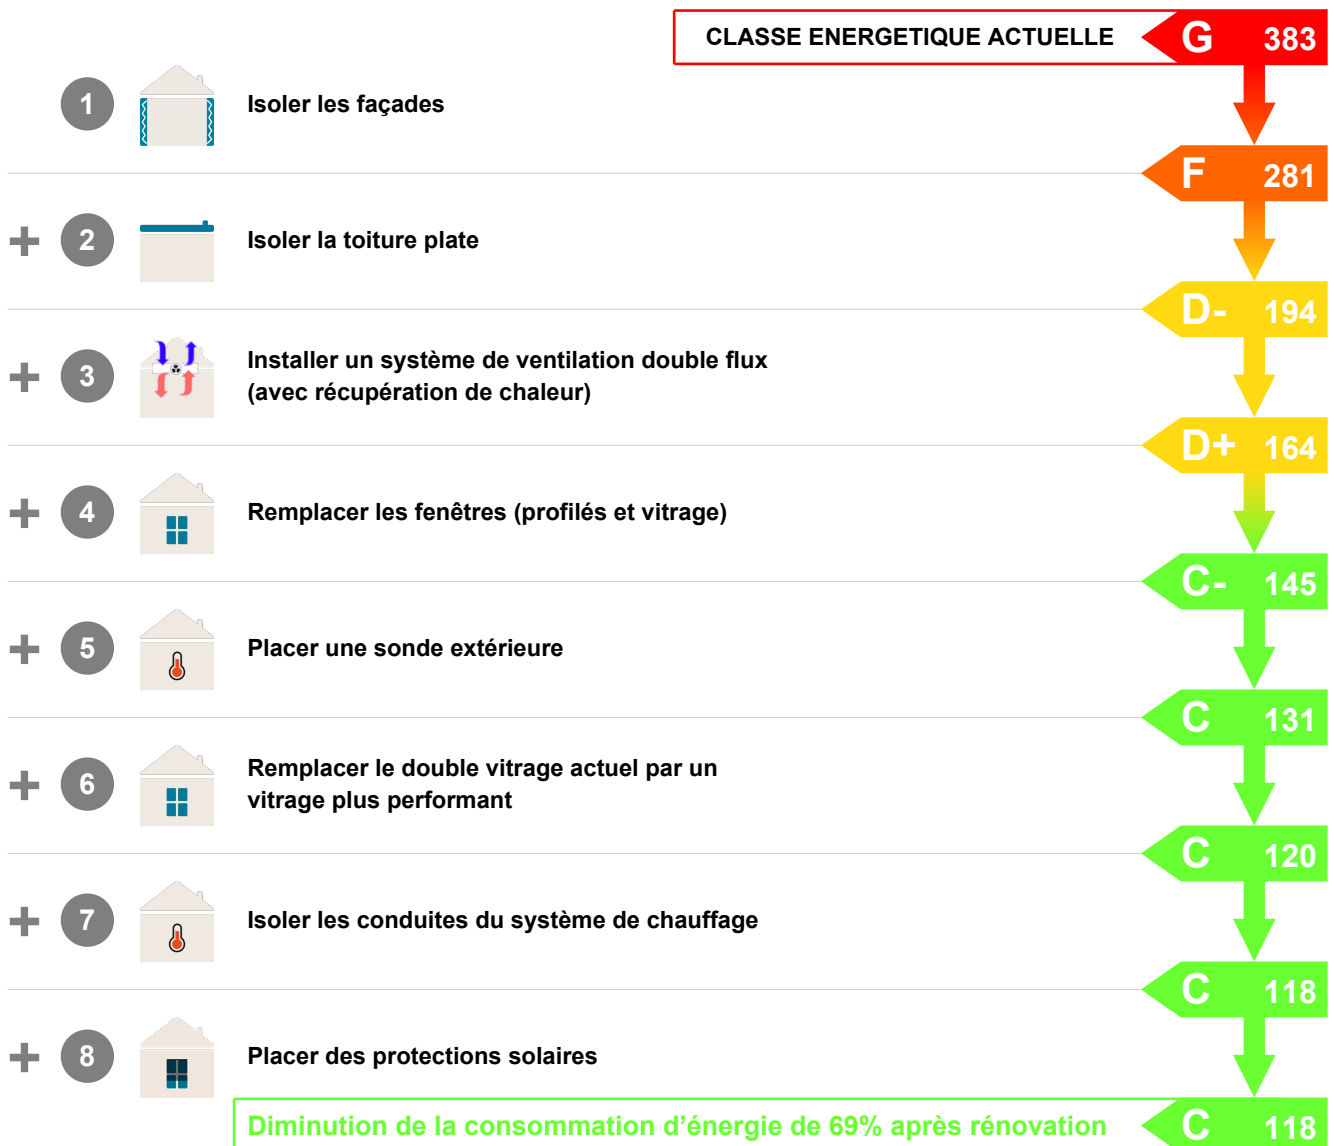 CLASSE ENERGETIQUE ACTUELLE G 383
1 Isoler les façades
F 281
+ 2 Isoler la toiture plate
D- 194
+ 3 Installer un système de ventilation double flux
(avec récupération de chaleur)
D+ 164
+ 4 Remplacer les fenêtres (profilés et vitrage)
C- 145
+ 5 Placer une sonde extérieure
C 131
+ 6 Remplacer le double vitrage actuel par un
vitrage plus performant
C 120
+ 7 Isoler les conduites du système de chauffage
C 118
+ 8 Placer des protections solaires
Diminution de la consommation d’énergie de 69% après rénovation C 118